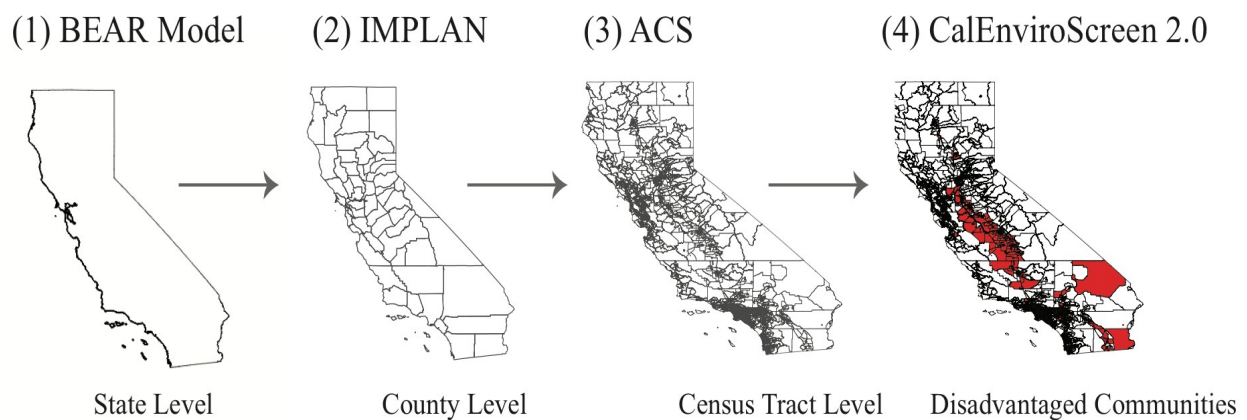 (1) BEAR Model
(2) IMPLAN
(3) ACS
(4) CalEnviroScreen 2.0
State Level
County Level
Census Tract Level
Disadvantaged Communities